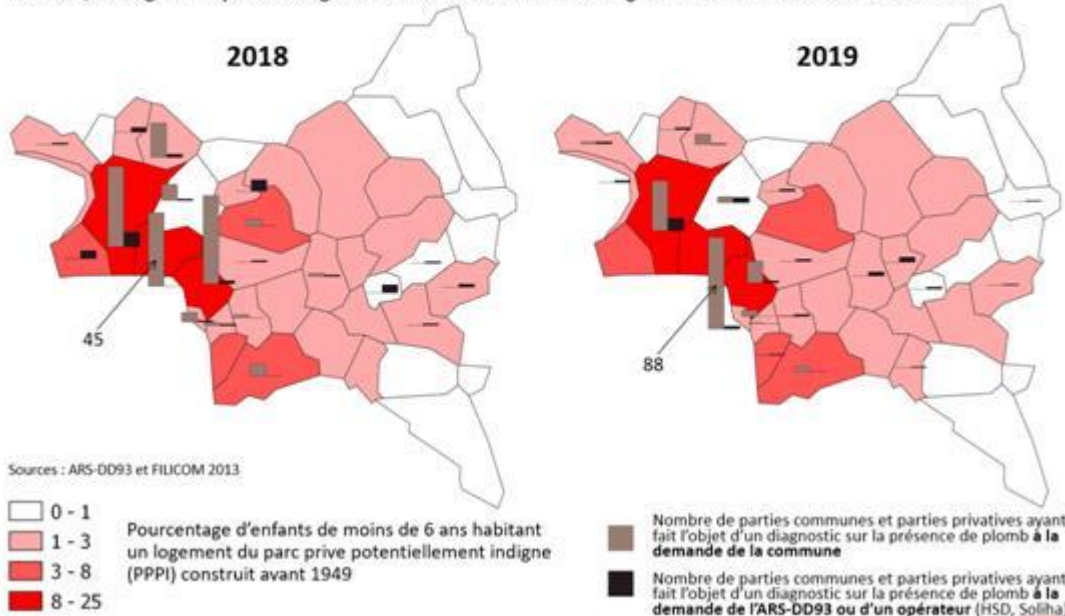 2018
2019
45
88
Sources : ARS-DD93 et FILICOM 2013
0 - 1
1 - 3
3 - 8
8 - 25
Pourcentage d'enfants de moins de 6 ans habitant
un logement du parc prive potentiellement indigne
(PPPI) construit avant 1949
Nombre de parties communes et parties privatives ayant
fait l'objet d'un diagnostic sur la présence de plomb à la
demande de la commune
Nombre de parties communes et parties privatives ayant
fait l'objet d'un diagnostic sur la présence de plomb à la
demande de l'ARS-DD93 ou d'un opérateur (HSD, Soliha)